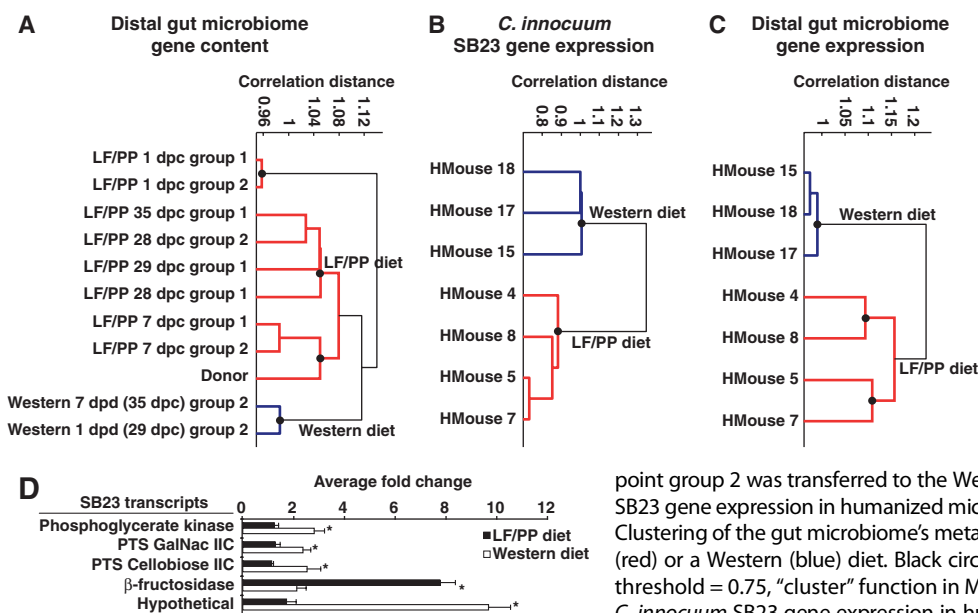 A
Distal gut microbiome
gene content
Correlation distance
0.96
1
1.04
1.08
1.12
LF/PP 1 dpc group 1
LF/PP 1 dpc group 2
LF/PP 35 dpc group 1
LF/PP 28 dpc group 2
LF/PP 29 dpc group 1
LF/PP 28 dpc group 1
LF/PP 7 dpc group 1
LF/PP 7 dpc group 2
Donor
Western 7 dpd (35 dpc) group 2
Western 1 dpd (29 dpc) group 2
LF/PP diet
Western diet
B
C. innocuum
SB23 gene expression
Correlation distance
0.8
0.9
1
1.1
1.2
1.3
HMouse 18
HMouse 17
HMouse 15
HMouse 4
HMouse 8
HMouse 5
HMouse 7
Western diet
LF/PP diet
C
Distal gut microbiome
gene expression
Correlation distance
1
1.05
1.1
1.15
1.2
HMouse 15
HMouse 18
HMouse 17
HMouse 4
HMouse 8
HMouse 5
HMouse 7
Western diet
LF/PP diet
D
SB23 transcripts
Average fold change
0 2 4 6 8 10 12
Phosphoglycerate kinase *
PTS GalNac IIC *
PTS Cellobiose IIC *
β-fructosidase *
Hypothetical *
LF/PP diet
Western diet
point group 2 was transferred to the We
SB23 gene expression in humanized mic
Clustering of the gut microbiome's meta
(red) or a Western (blue) diet. Black circ
threshold = 0.75, “cluster” function in M
C. innocuum SB23 gene expression in h